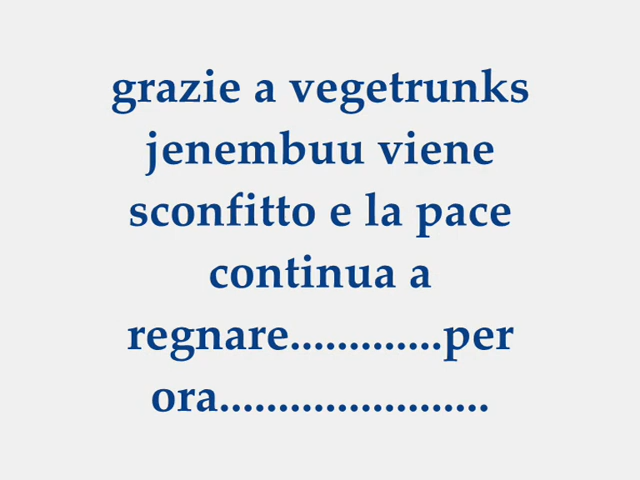 grazie a vegetrunks
jenembuu viene
sconfitto e la pace
continua a
regnare.............per
ora.......................